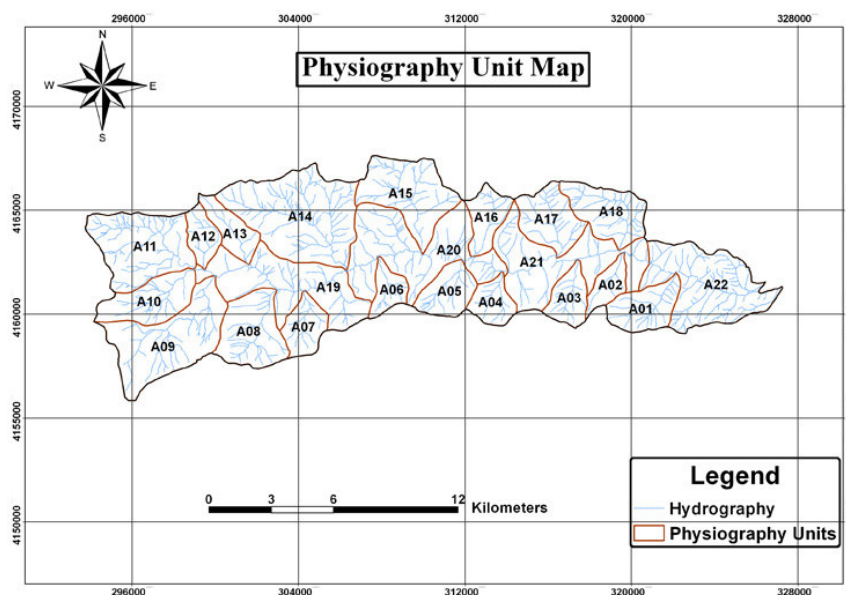 296000 304000 312000 320000 328000
N
W E
S
Physiography Unit Map
4170000
4165000
4160000
4155000
4150000
A15
A14
A16
A17
A18
A13
A12
A11
A20
A21
A22
A19
A10
A06
A05
A04
A03
A02
A01
A09
A08
A07
0 3 6 12
Kilometers
Legend
Hydrography
Physiography Units
296000 304000 312000 320000 328000